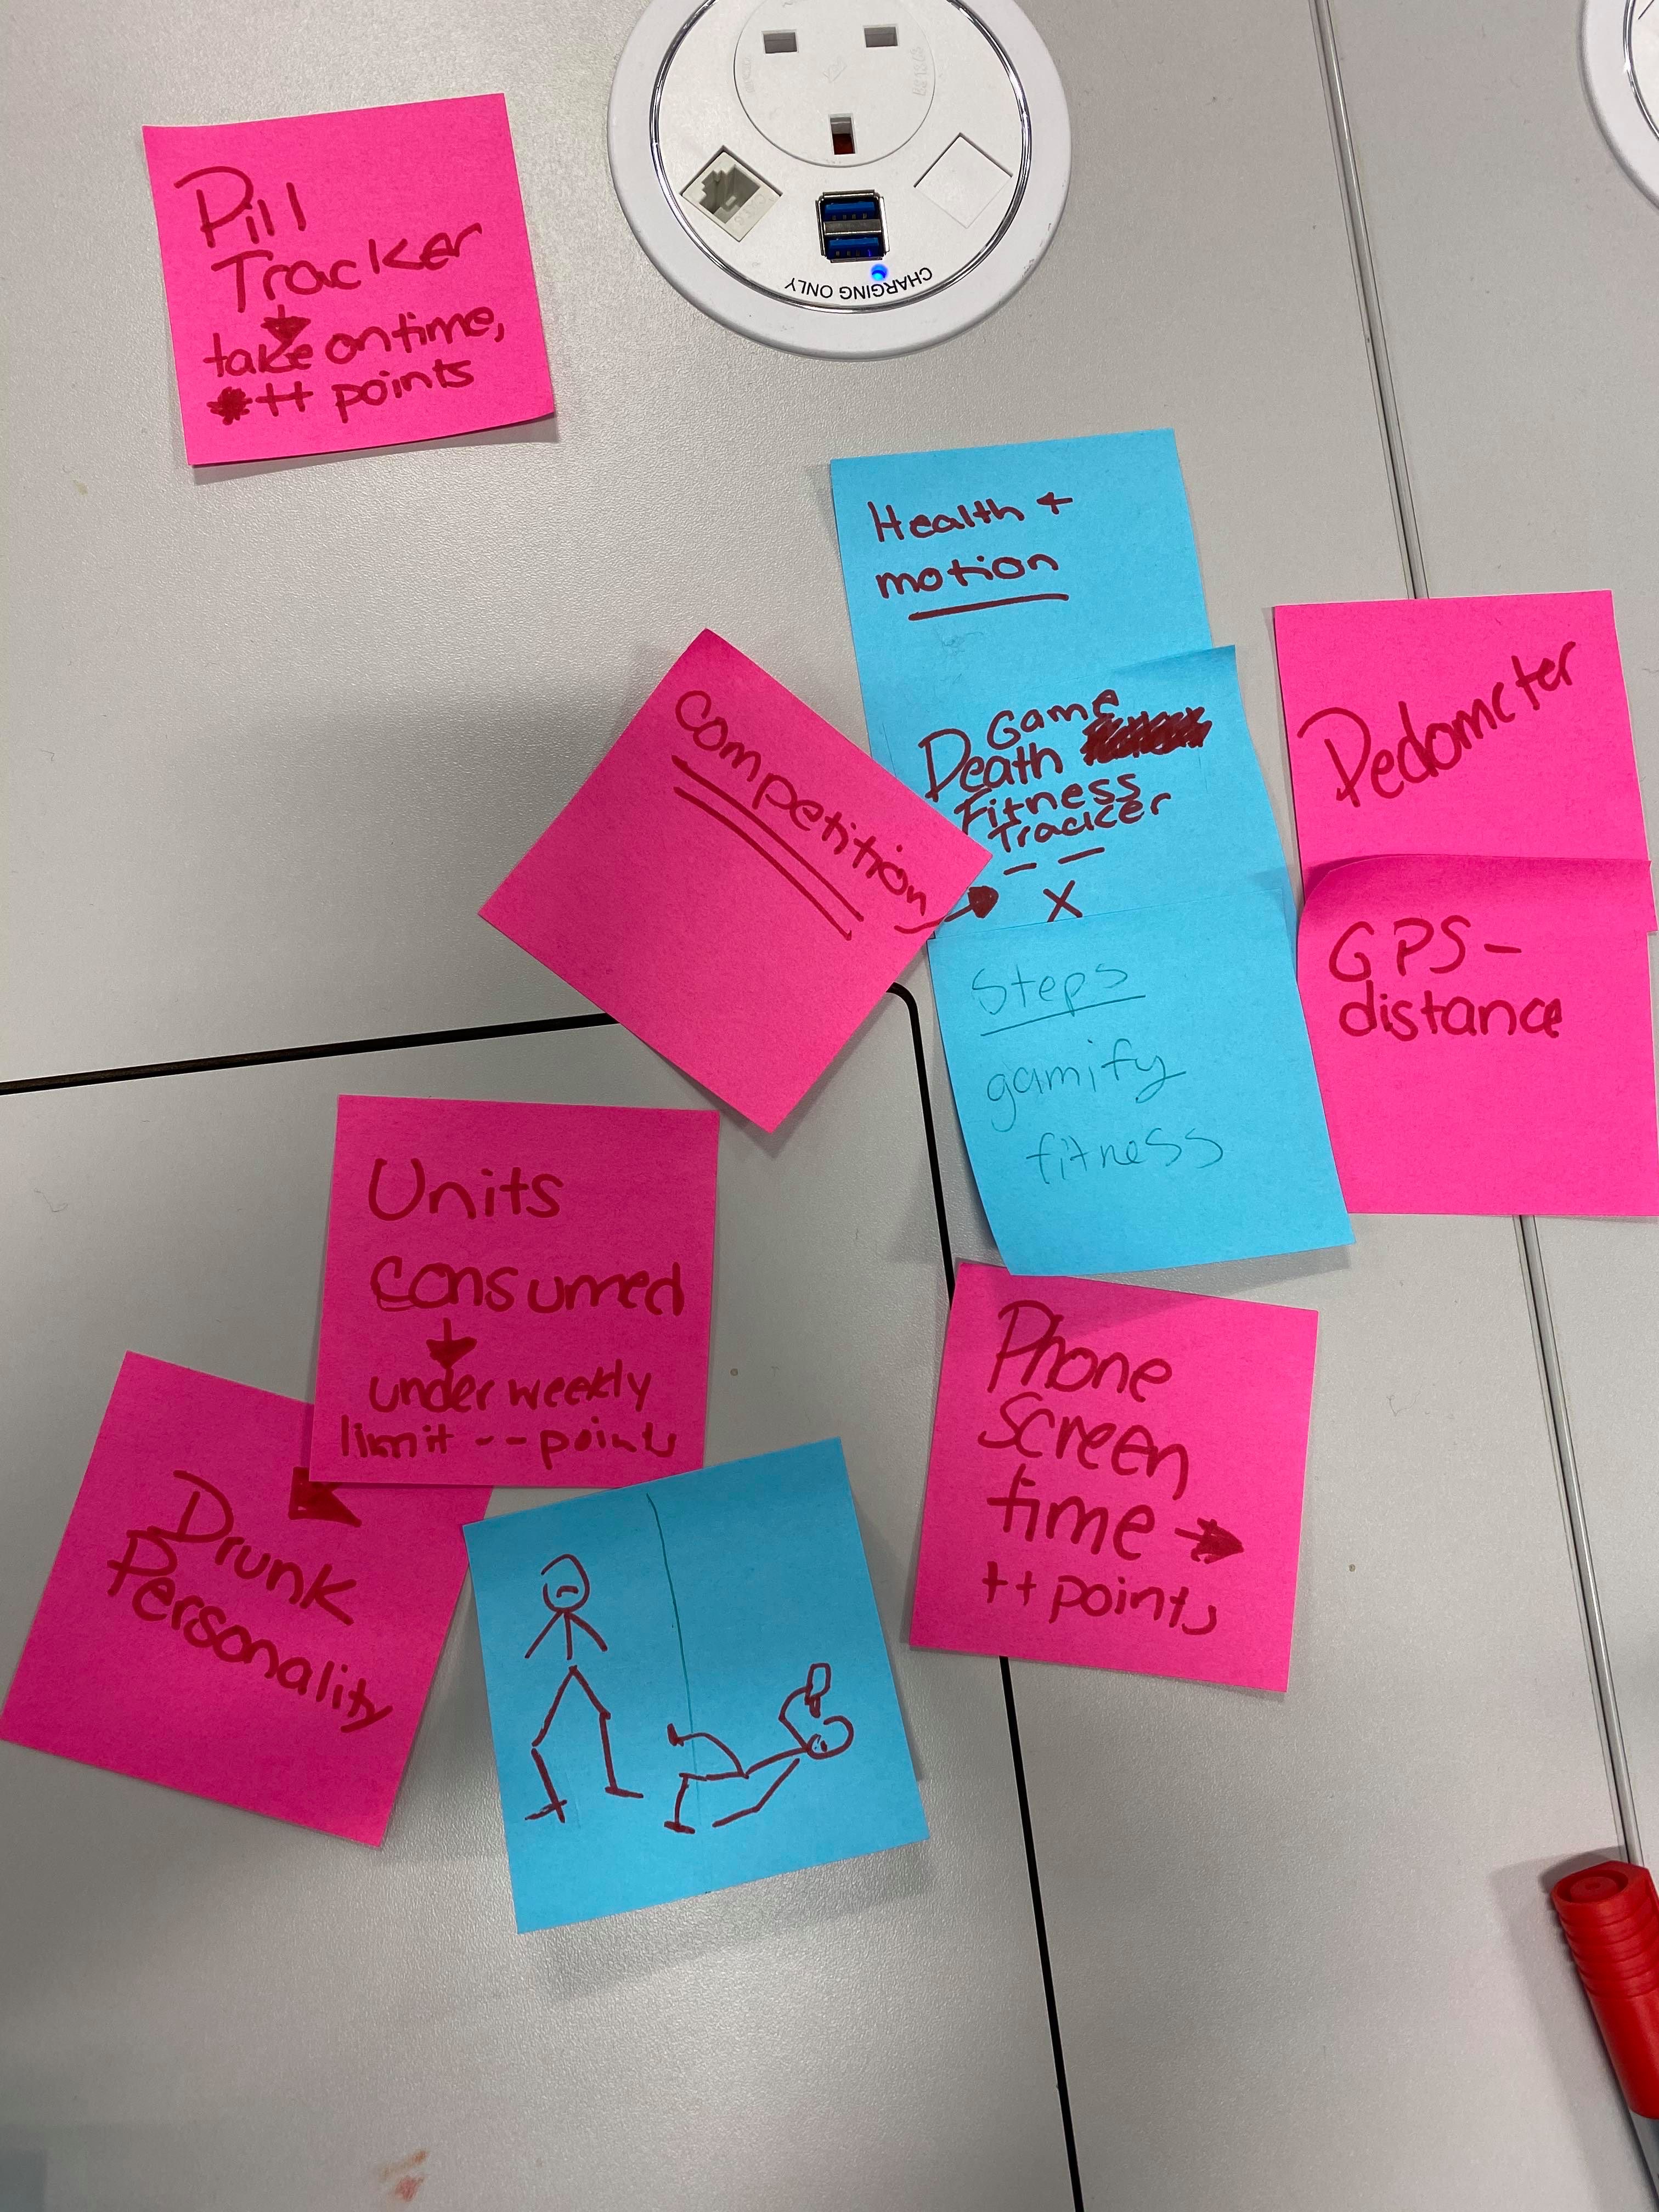 Pill
Tracker
take on time,
++ points
CHARGING ONLY
Health +
motion
Game
Death
Fitness
Tracker
X
Competition
Pedometer
GPS-
distance
Steps
gamify
fitness
Units
consumed
under weekly
limit -- points
Drunk
Personality
Phone
Screen
time →
++ points